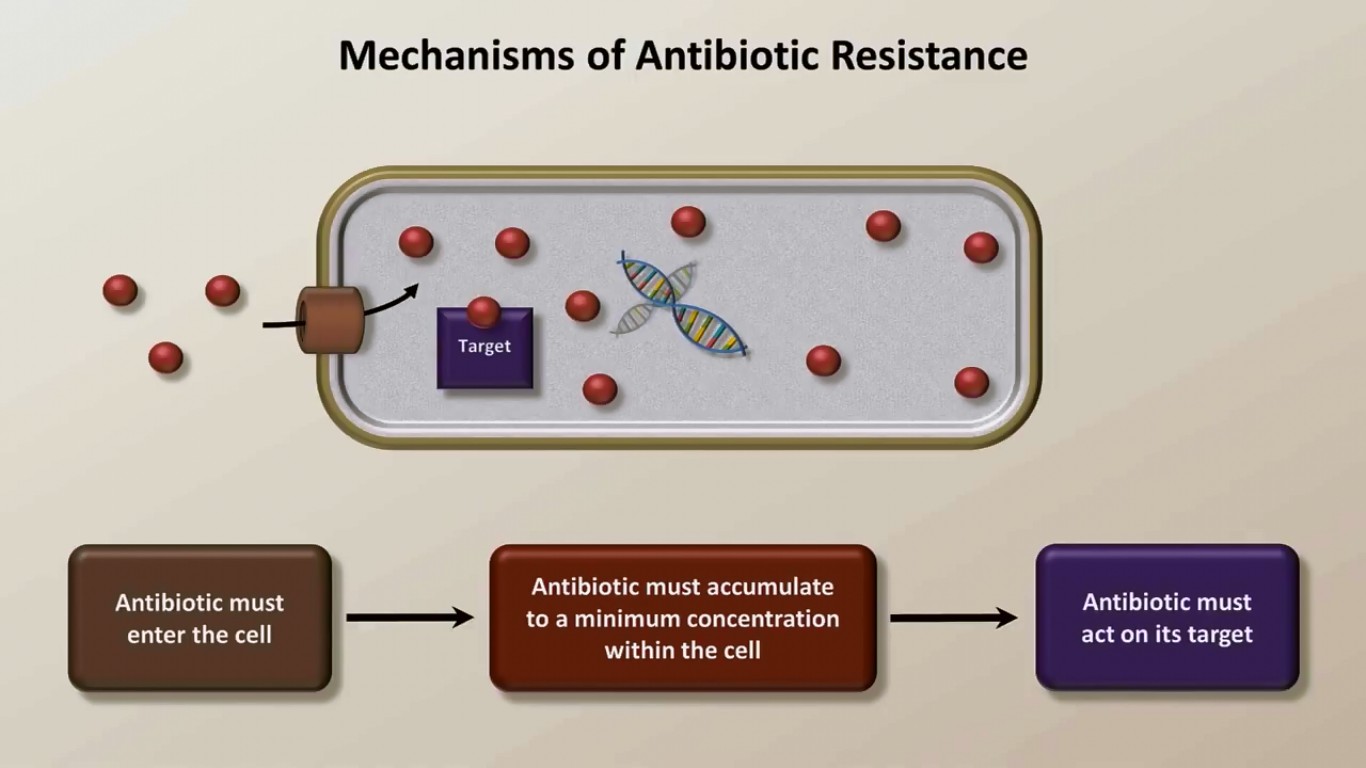 Mechanisms of Antibiotic Resistance
Target
Antibiotic must
enter the cell
Antibiotic must accumulate
to a minimum concentration
within the cell
Antibiotic must
act on its target